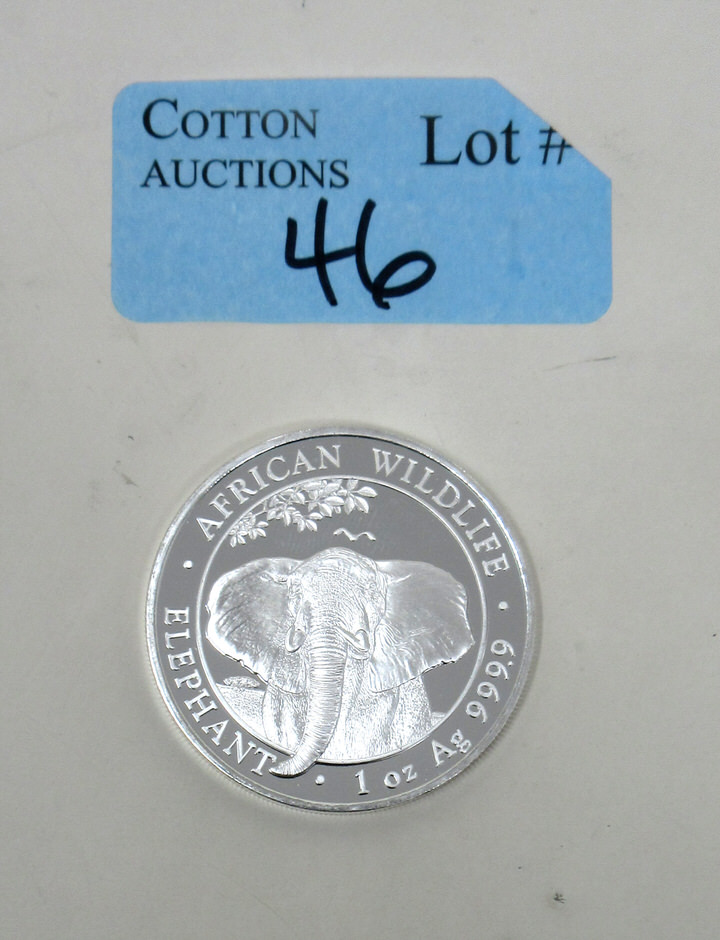 COTTON
AUCTIONS
Lot #
46
AFRICAN WILDLIFE
ELEPHANT
1 oz Ag 999.9